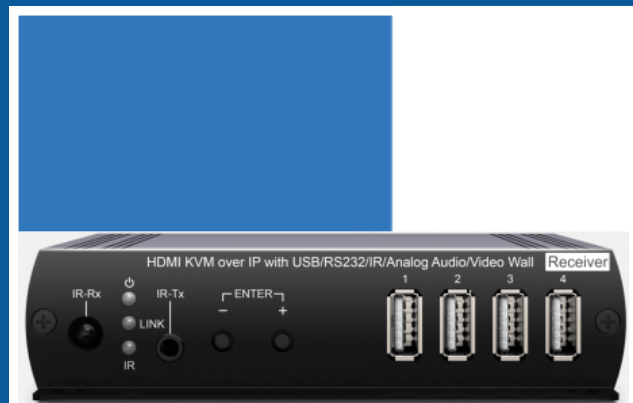 HDMI KVM over IP with USB/RS232/IR/Analog Audio/Video Wall Receiver
1 2 3 4
IR-Rx IR-Tx ENTER
− +
LINK
IR